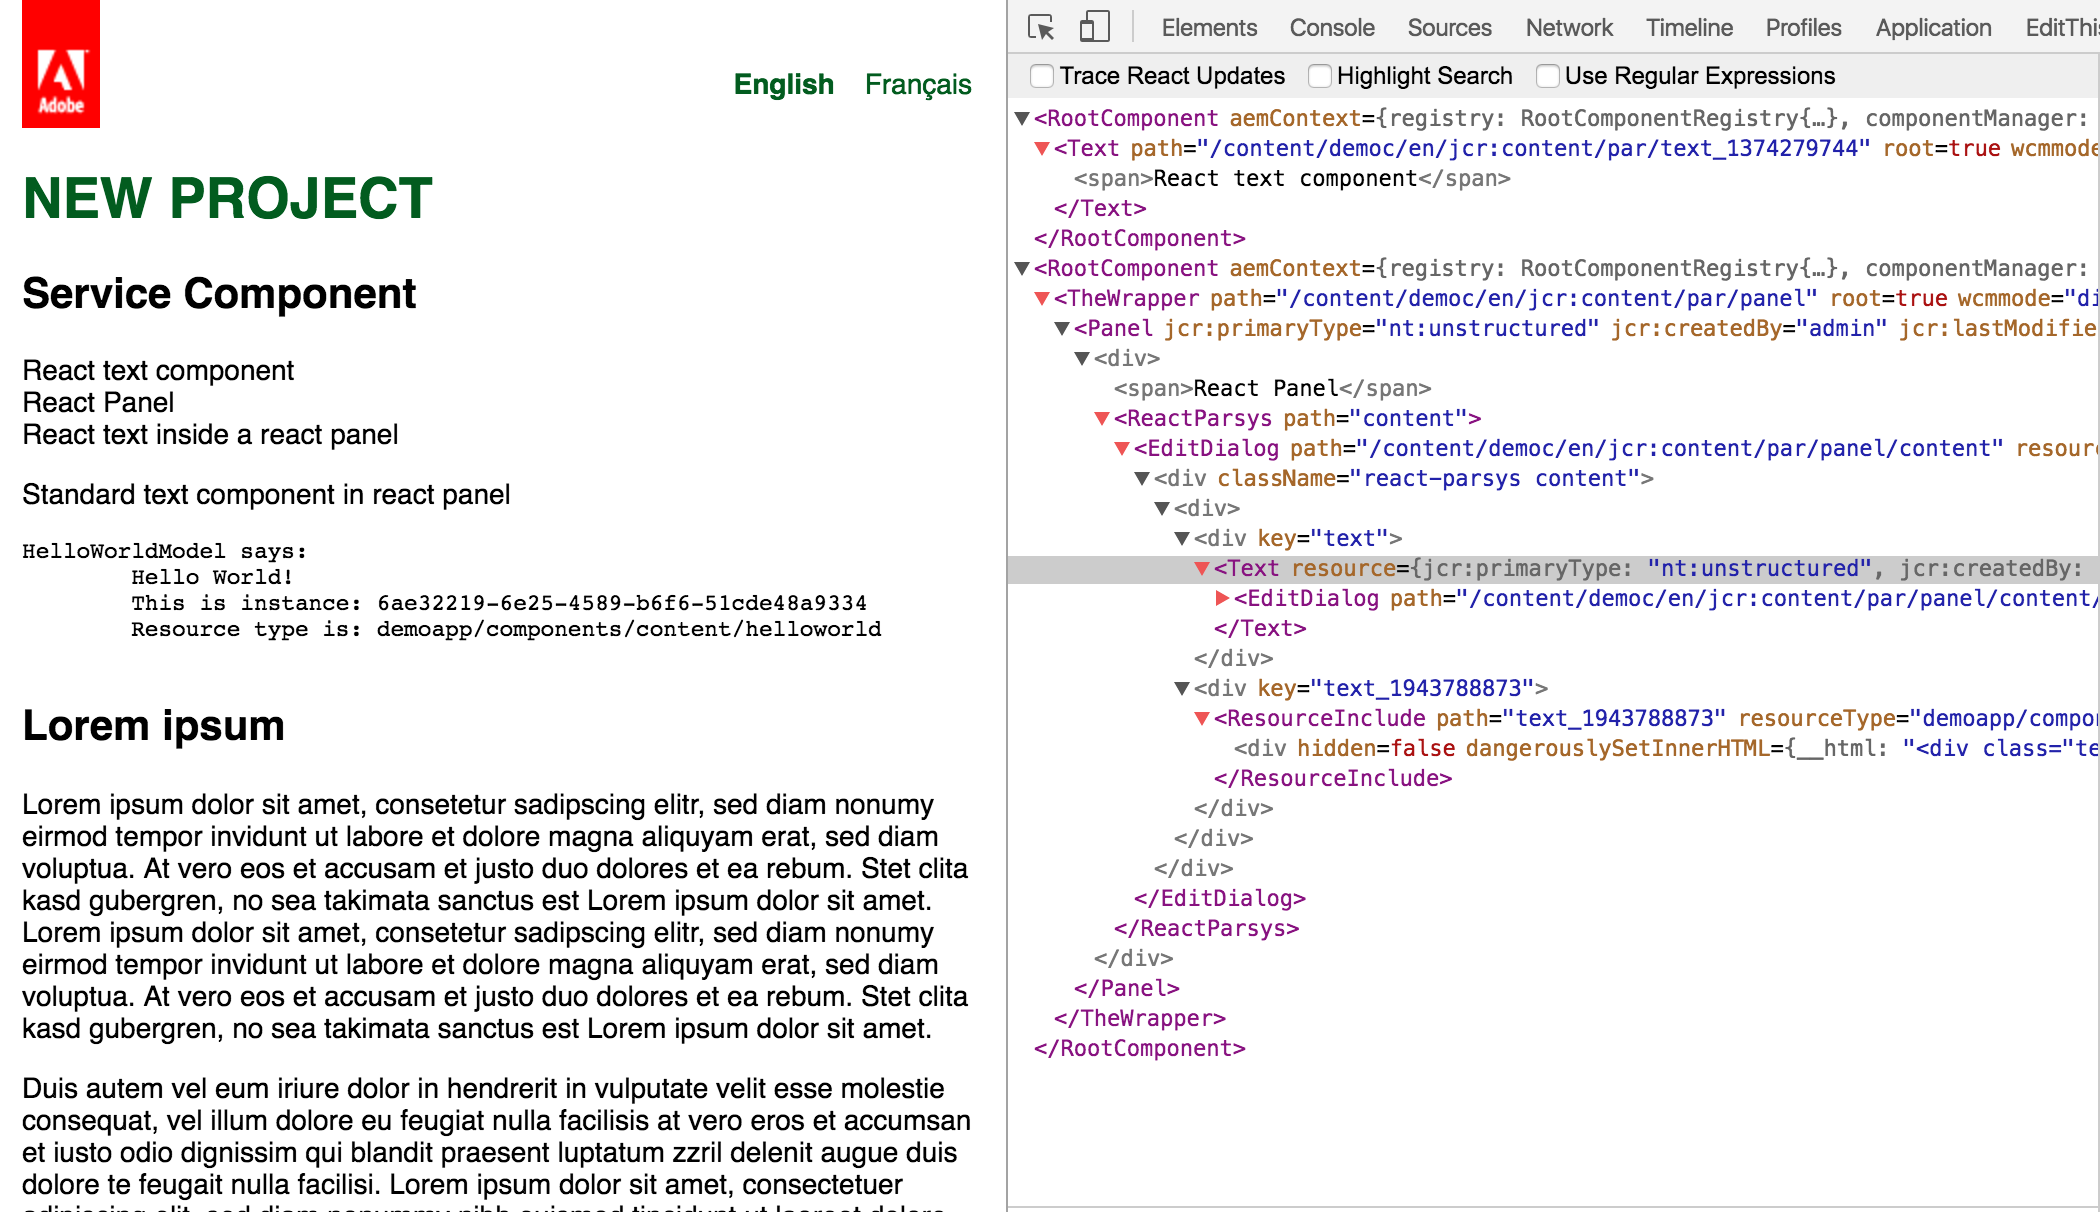 Adobe
English Français
NEW PROJECT
Service Component
React text component
React Panel
React text inside a react panel
Standard text component in react panel
HelloWorldModel says:
Hello World!
This is instance: 6ae32219-6e25-4589-b6f6-51cde48a9334
Resource type is: demoapp/components/content/helloworld
Lorem ipsum
Lorem ipsum dolor sit amet, consetetur sadipscing elitr, sed diam nonumy
eirmod tempor invidunt ut labore et dolore magna aliquyam erat, sed diam
voluptua. At vero eos et accusam et justo duo dolores et ea rebum. Stet clita
kasd gubergren, no sea takimata sanctus est Lorem ipsum dolor sit amet.
Lorem ipsum dolor sit amet, consetetur sadipscing elitr, sed diam nonumy
eirmod tempor invidunt ut labore et dolore magna aliquyam erat, sed diam
voluptua. At vero eos et accusam et justo duo dolores et ea rebum. Stet clita
kasd gubergren, no sea takimata sanctus est Lorem ipsum dolor sit amet.
Duis autem vel eum iriure dolor in hendrerit in vulputate velit esse molestie
consequat, vel illum dolore eu feugiat nulla facilisis at vero eros et accumsan
et iusto odio dignissim qui blandit praesent luptatum zzril delenit augue duis
dolore te feugait nulla facilisi. Lorem ipsum dolor sit amet, consectetuer
Elements Console Sources Network Timeline Profiles Application EditThi
Trace React Updates Highlight Search Use Regular Expressions
<RootComponent aemContext={registry: RootComponentRegistry{…}, componentManager:
<Text path="/content/democ/en/jcr:content/par/text_1374279744" root=true wcmmode
<span>React text component</span>
</Text>
</RootComponent>
<RootComponent aemContext={registry: RootComponentRegistry{…}, componentManager:
<TheWrapper path="/content/democ/en/jcr:content/par/panel" root=true wcmmode="di
<Panel jcr:primaryType="nt:unstructured" jcr:createdBy="admin" jcr:lastModifie
<div>
<span>React Panel</span>
<ReactParsys path="content">
<EditDialog path="/content/democ/en/jcr:content/par/panel/content" resour
<div className="react-parsys content">
<div>
<div key="text">
<Text resource={jcr:primaryType: "nt:unstructured", jcr:createdBy:
<EditDialog path="/content/democ/en/jcr:content/par/panel/content/
</Text>
</div>
<div key="text_1943788873">
<ResourceInclude path="text_1943788873" resourceType="demoapp/compo
<div hidden=false dangerouslySetInnerHTML={__html: "<div class="te
</ResourceInclude>
</div>
</div>
</div>
</EditDialog>
</ReactParsys>
</div>
</Panel>
</TheWrapper>
</RootComponent>